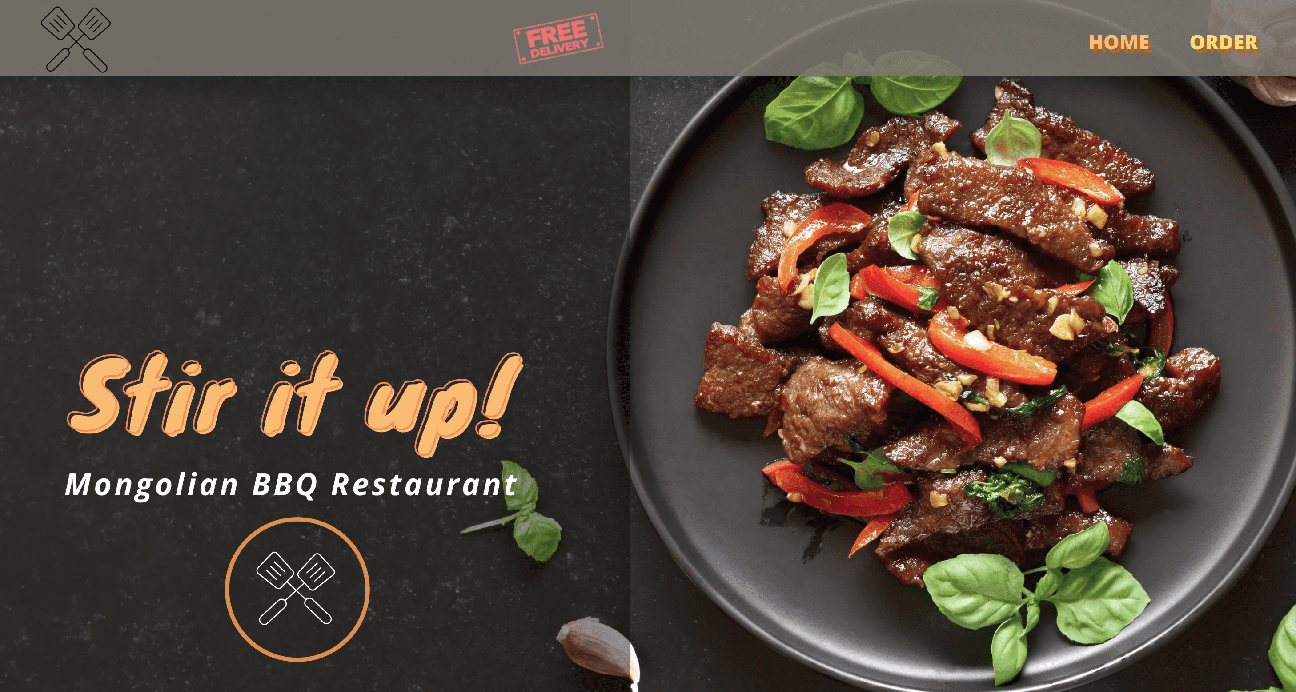 FREE
DELIVERY
HOME
ORDER
Stir it up!
Mongolian BBQ Restaurant